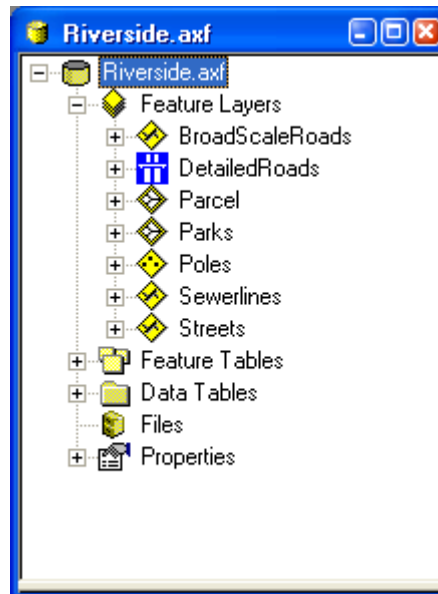 Riverside.axf
Riverside.axf
Feature Layers
BroadScaleRoads
DetailedRoads
Parcel
Parks
Poles
Sewerlines
Streets
Feature Tables
Data Tables
Files
Properties